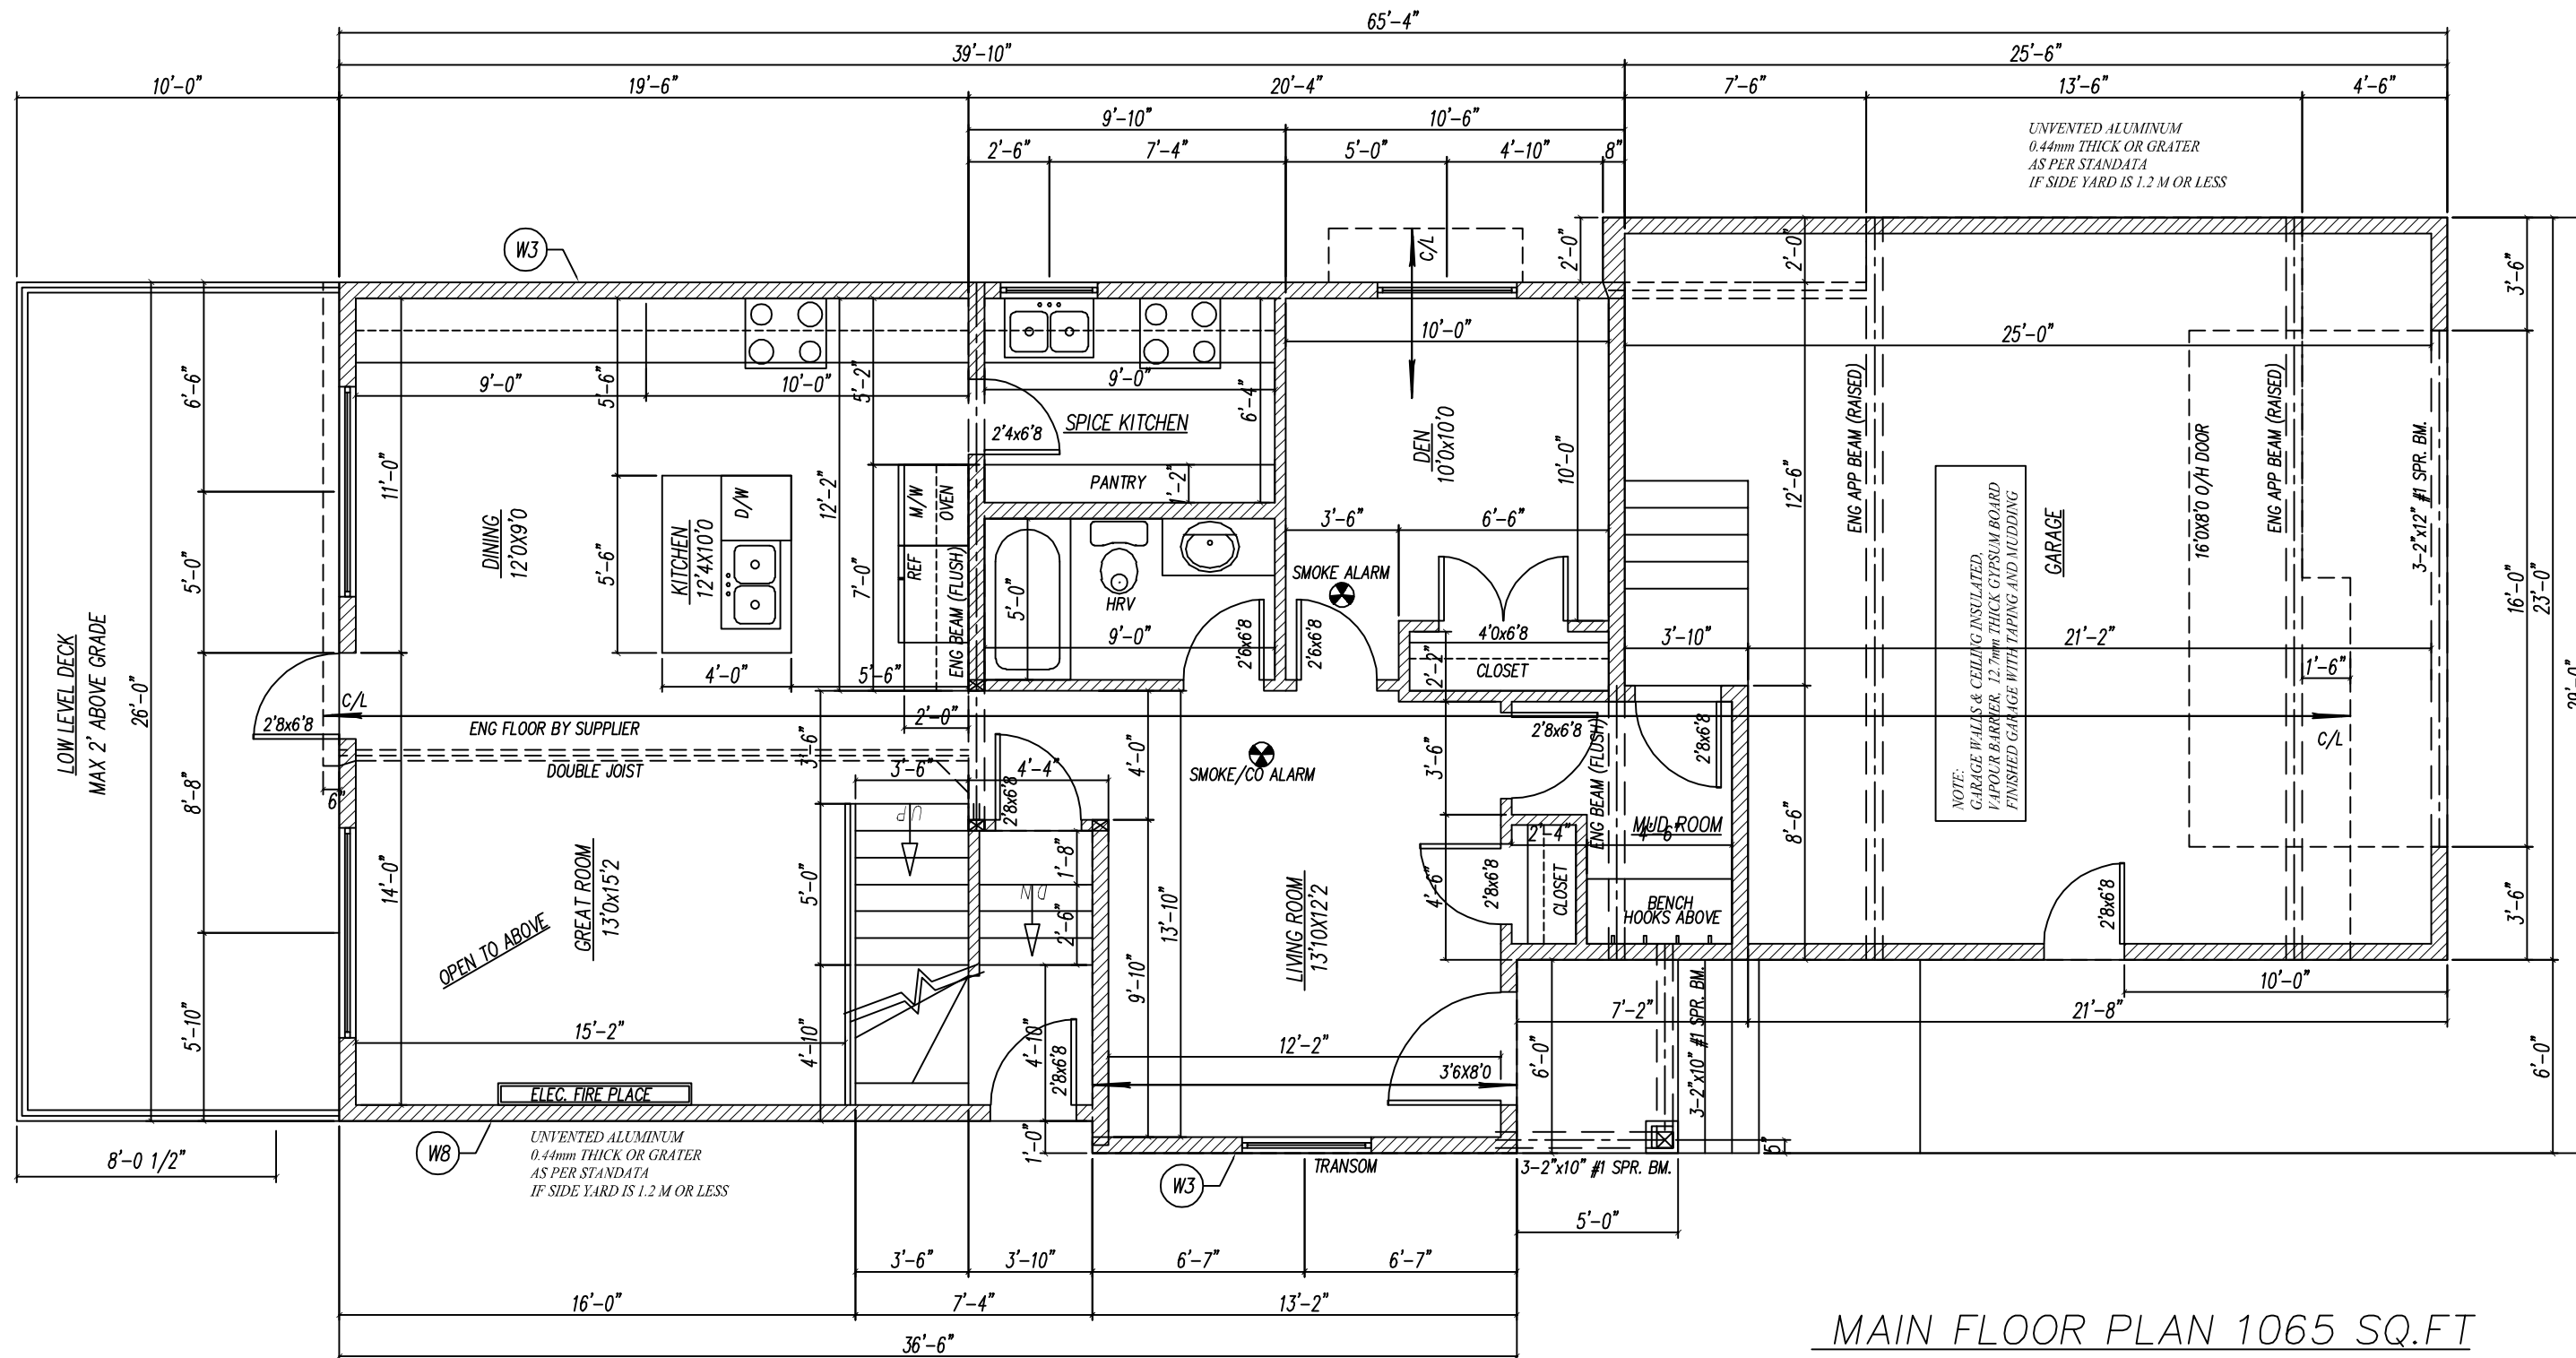 65'-4"
39'-10"
25'-6"
10'-0"
19'-6"
20'-4"
7'-6"
13'-6"
4'-6"
9'-10"
10'-6"
2'-6"
7'-4"
5'-0"
4'-10"
8"
UNVENTED ALUMINUM
0.44mm THICK OR GRATER
AS PER STANDATA
IF SIDE YARD IS 1.2 M OR LESS
W3
C/L
2'-0"
2'-0"
3'-6"
10'-0"
25'-0"
9'-0"
10'-0"
5'-6"
5'-2"
9'-0"
6'-4"
6'-6"
11'-0"
12'-2"
2'4x6'8
SPICE KITCHEN
DEN
10'0x10'0
10'-0"
12'-6"
ENG APP BEAM (RAISED)
16'0X8'0 O/H DOOR
ENG APP BEAM (RAISED)
3-2"x12" #1 SPR. BM.
PANTRY
1'-2"
M/W
OVEN
D/W
DINING
12'0X9'0
KITCHEN
12'4X10'0
5'-0"
5'-6"
7'-0"
REF
ENG BEAM (FLUSH)
5'-0"
HRV
9'-0"
2'6x6'8
2'6x6'8
SMOKE ALARM
3'-6"
6'-6"
4'0x6'8
CLOSET
2'-2"
3'-10"
21'-2"
1'-6"
GARAGE
NOTE:
GARAGE WALLS & CEILING INSULATED,
VAPOUR BARRIER, 12.7mm THICK GYPSUM BOARD
FINISHED GARAGE WITH TAPING AND MUDDING
16'-0"
23'-0"
LOW LEVEL DECK
MAX 2' ABOVE GRADE
26'-0"
4'-0"
5'-6"
C/L
2'8x6'8
ENG FLOOR BY SUPPLIER
2'-0"
DOUBLE JOIST
6"
8'-8"
3'-6"
3'-6"
4'-4"
2'8x6'8
4'-0"
SMOKE/CO ALARM
3'-6"
2'8x6'8
ENG BEAM (FLUSH)
2'8x6'8
C/L
UP
MUD ROOM
2'-4"
4'-6"
8'-6"
1'-8"
DN
2'-6"
5'-0"
14'-0"
GREAT ROOM
13'0x15'2
OPEN TO ABOVE
13'-10"
LIVING ROOM
13'10X12'2
4'-6"
2'8x6'8
CLOSET
BENCH
HOOKS ABOVE
2'8x6'8
3'-6"
5'-10"
15'-2"
4'-10"
4'-10"
2'8x6'8
9'-10"
12'-2"
3'6X8'0
6'-0"
7'-2"
3-2"x10" #1 SPR. BM.
10'-0"
21'-8"
6'-0"
ELEC. FIRE PLACE
8'-0 1/2"
W8
UNVENTED ALUMINUM
0.44mm THICK OR GRATER
AS PER STANDATA
IF SIDE YARD IS 1.2 M OR LESS
1'-0"
W3
TRANSOM
3-2"x10" #1 SPR. BM.
5"
5'-0"
3'-6"
3'-10"
6'-7"
6'-7"
16'-0"
7'-4"
13'-2"
36'-6"
MAIN FLOOR PLAN 1065 SQ.FT